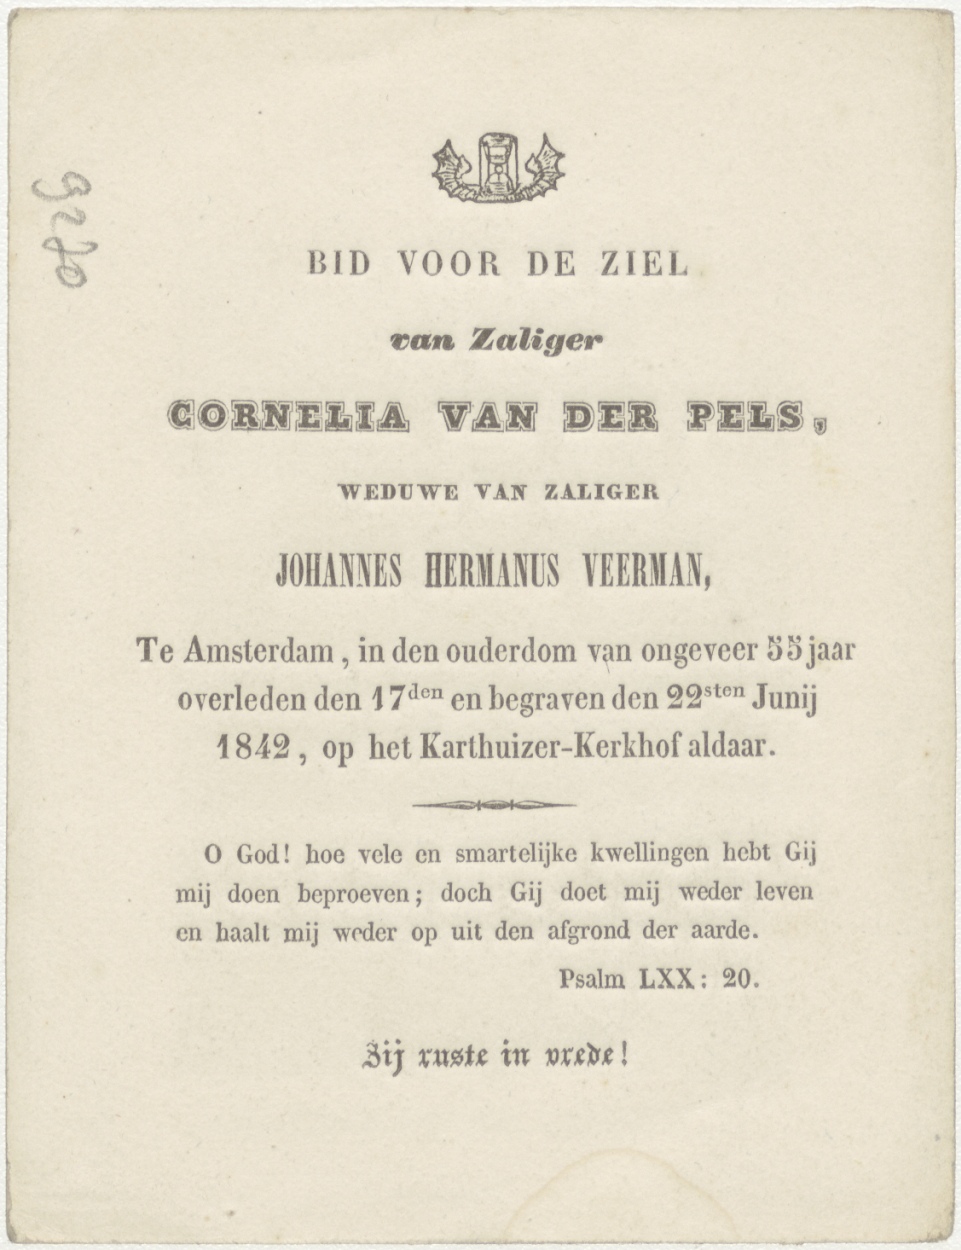 BID VOOR DE ZIEL
van Zaliger
CORNELIA VAN DER PELS,
WEDUWE VAN ZALIGER
JOHANNES HERMANUS VEERMAN,
Te Amsterdam, in den ouderdom van ongeveer 55 jaar
overleden den 17den en begraven den 22sten Junij
1842, op het Karthuizer-Kerkhof aldaar.
O God! hoe vele en smartelijke kwellingen hebt Gij
mij doen beproeven; doch Gij doet mij weder leven
en haalt mij weder op uit den afgrond der aarde.
Psalm LXX: 20.
Zij ruste in vrede!